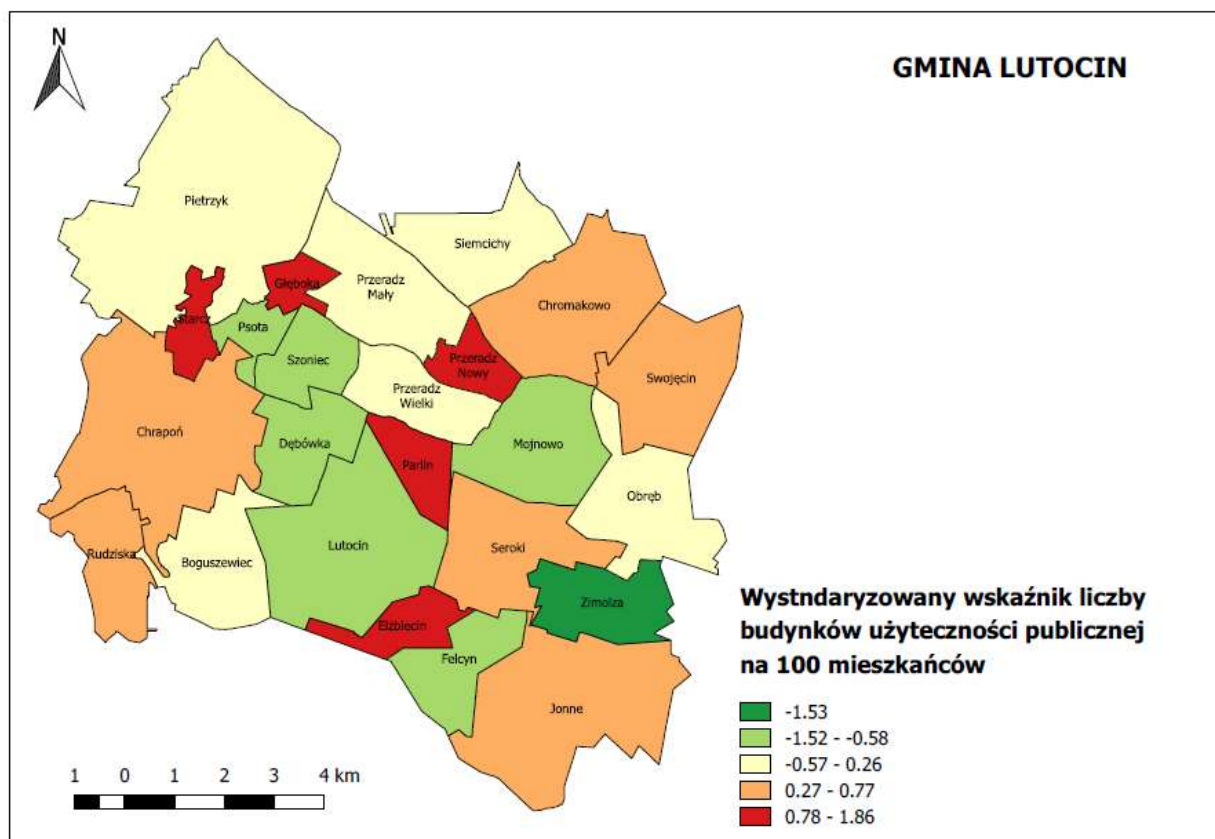 N
GMINA LUTOCIN
Pietrzyk
Siemcichy
Głęboka
Przeradz
Mały
Chromakowo
Starcz
Psota
Szoniec
Przeradz
Nowy
Swojęcin
Przeradz
Wielki
Chrapoń
Dębówka
Parlin
Mojnowo
Obręb
Lutocin
Seroki
Rudziska
Boguszewiec
Zimolza
Elżbiecin
Felcyn
Jonne
Wystndaryzowany wskaźnik liczby
budynków użyteczności publicznej
na 100 mieszkańców
-1.53
-1.52 - -0.58
-0.57 - 0.26
0.27 - 0.77
0.78 - 1.86
1 0 1 2 3 4 km